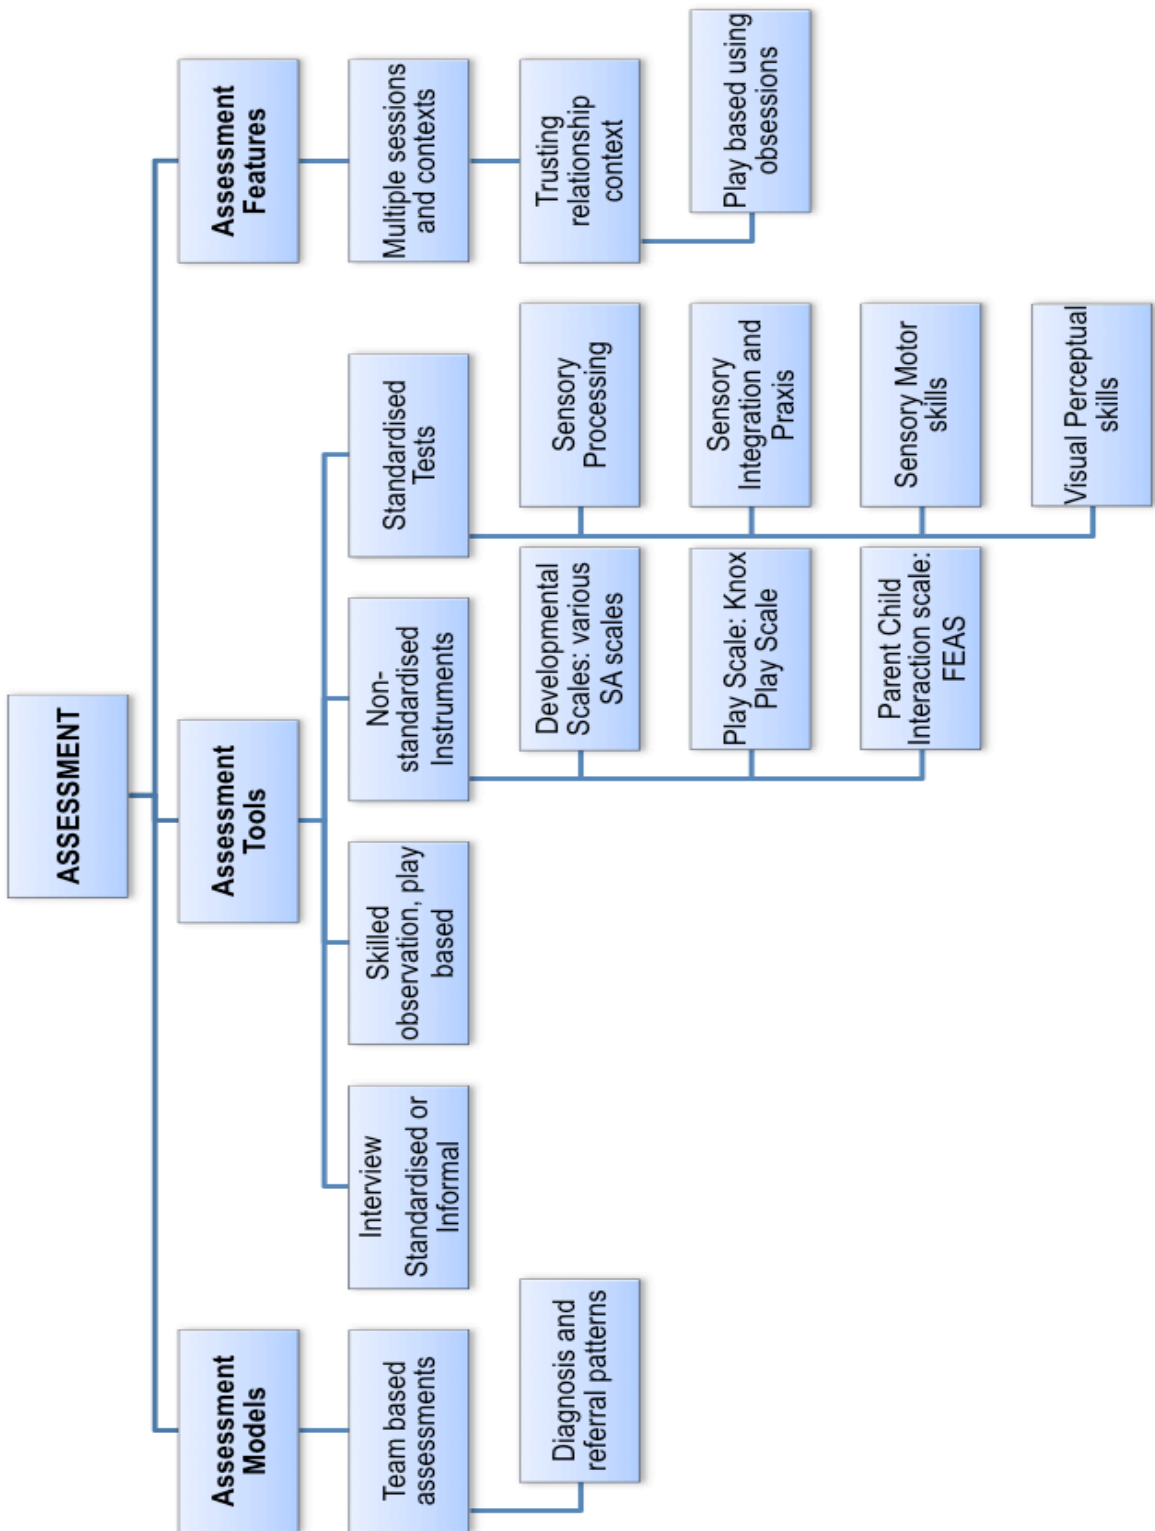 ASSESSMENT
Assessment
Models
Team based
assessments
Diagnosis and
referral patterns
Assessment
Tools
Interview
Standardised or
Informal
Skilled
observation, play
based
Non-
standardised
Instruments
Developmental
Scales: various
SA scales
Play Scale: Knox
Play Scale
Parent Child
Interaction scale:
FEAS
Standardised
Tests
Sensory
Processing
Sensory
Integration and
Praxis
Sensory Motor
skills
Visual Perceptual
skills
Assessment
Features
Multiple sessions
and contexts
Trusting
relationship
context
Play based using
obsessions